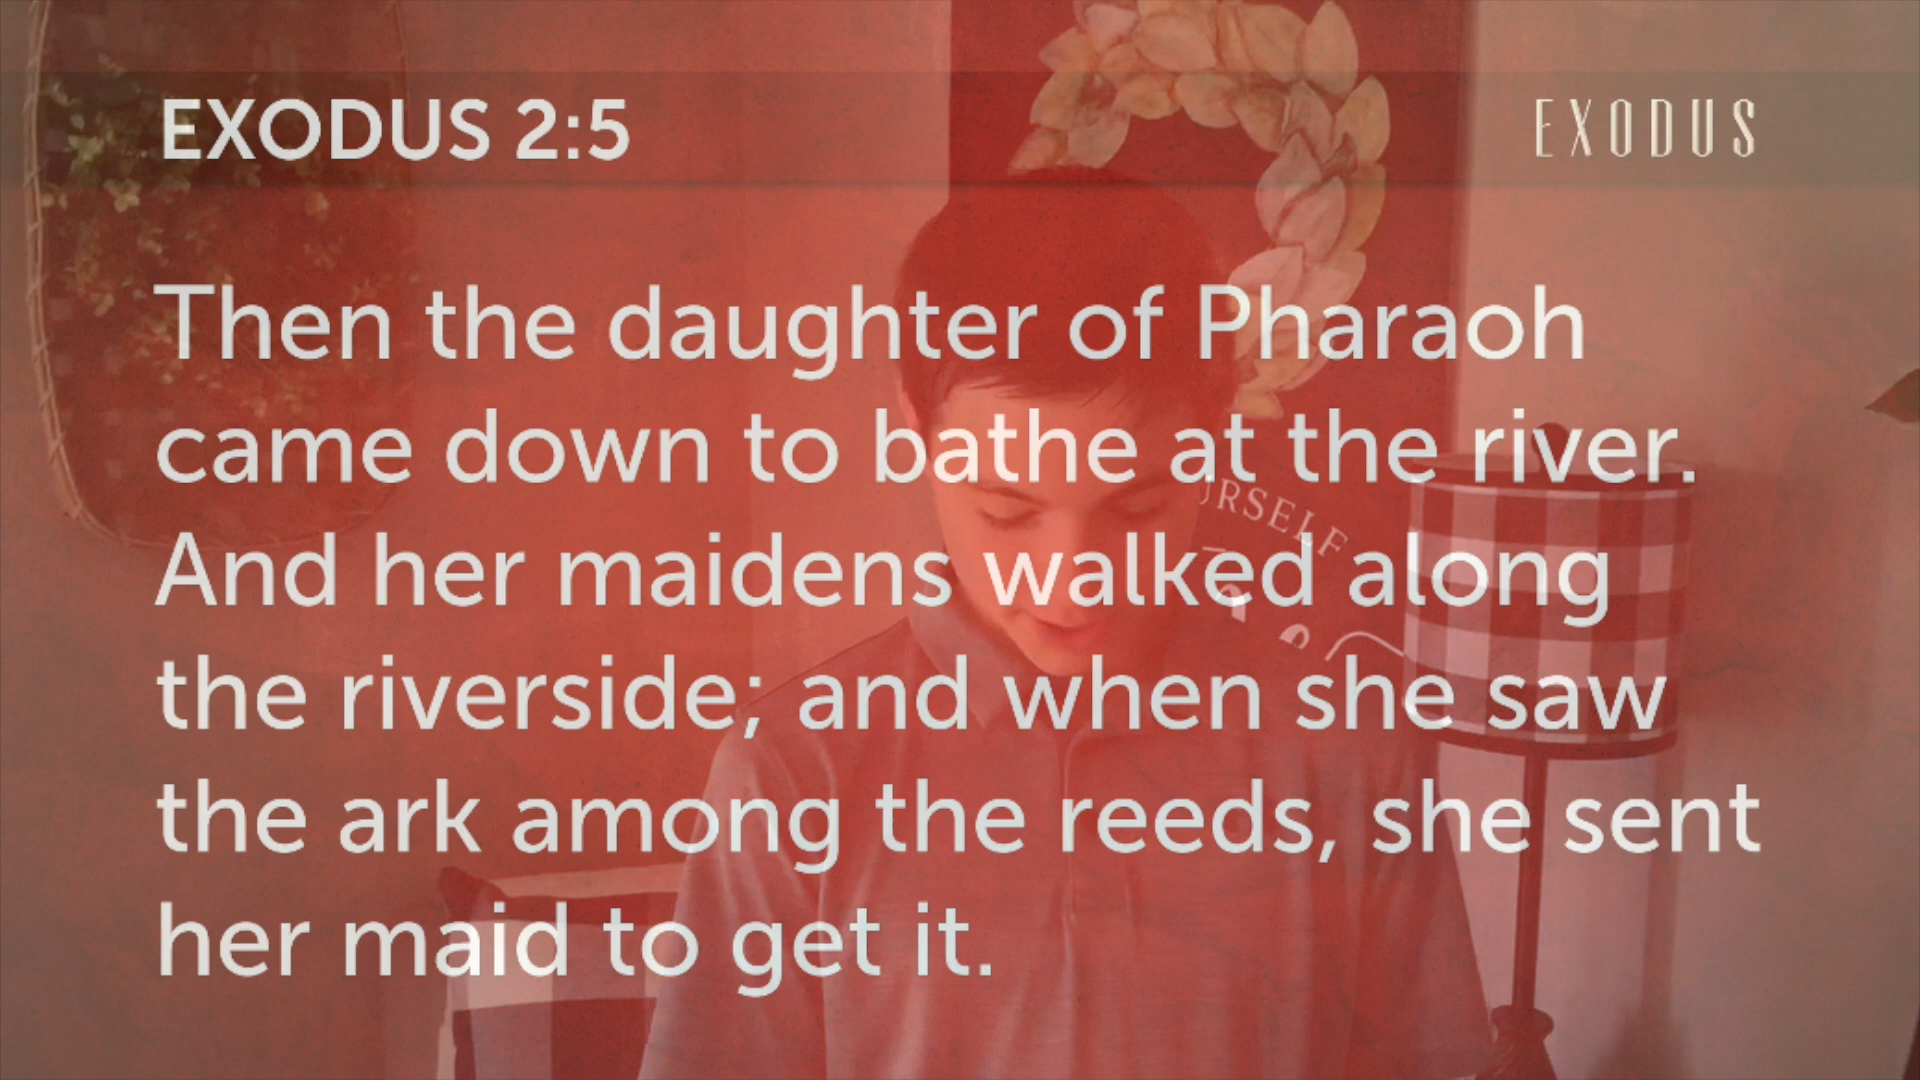 EXODUS 2:5
EXODUS
Then the daughter of Pharaoh
came down to bathe at the river.
And her maidens walked along
the riverside; and when she saw
the ark among the reeds, she sent
her maid to get it.